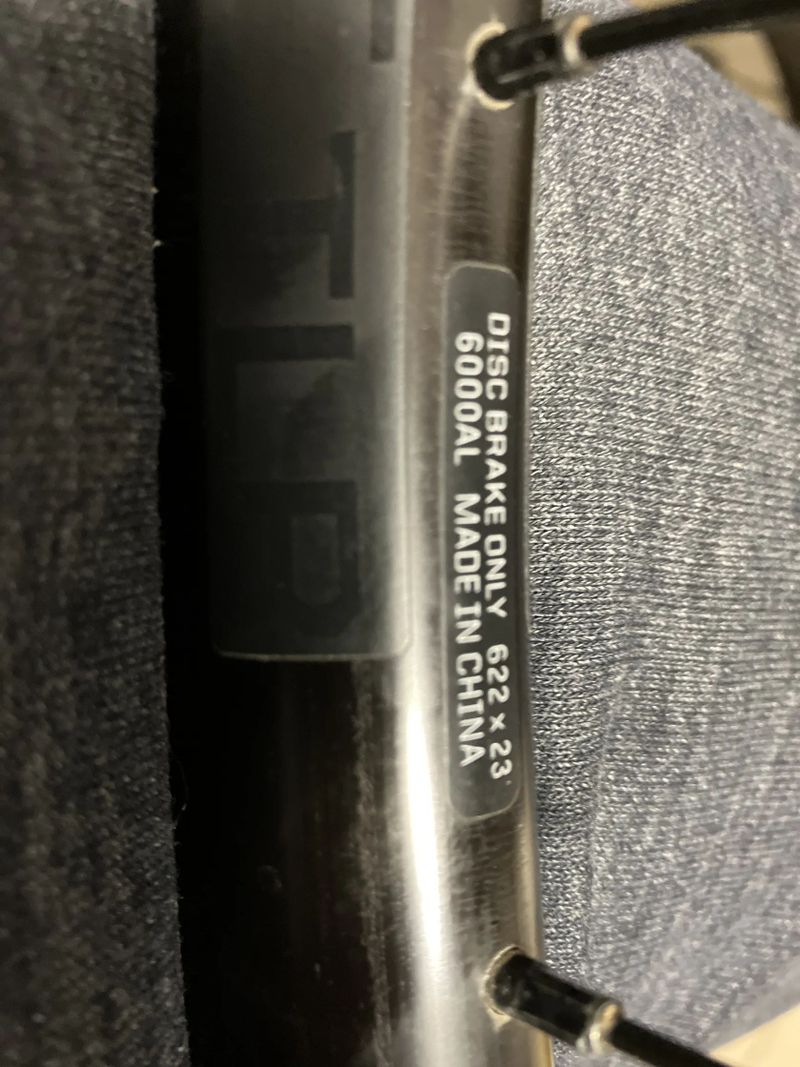 DISC BRAKE ONLY 622 x 23
6000AL MADE IN CHINA